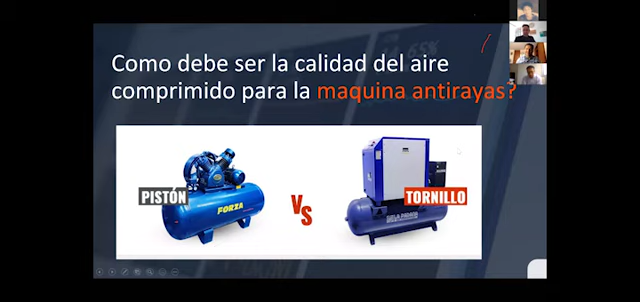 Como debe ser la calidad del aire
comprimido para la maquina antirayas?
PISTÓN
FORZA
VS
TORNILLO